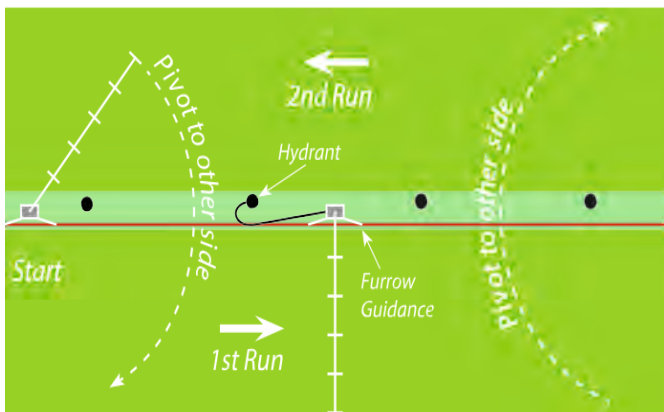 Pivot to other side
2nd Run
Hydrant
Pivot to other side
Start
Furrow
Guidance
1st Run